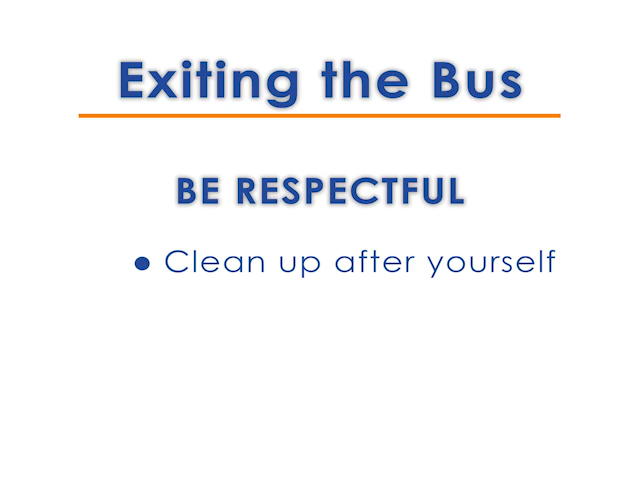 Exiting the Bus
BE RESPECTFUL
● Clean up after yourself